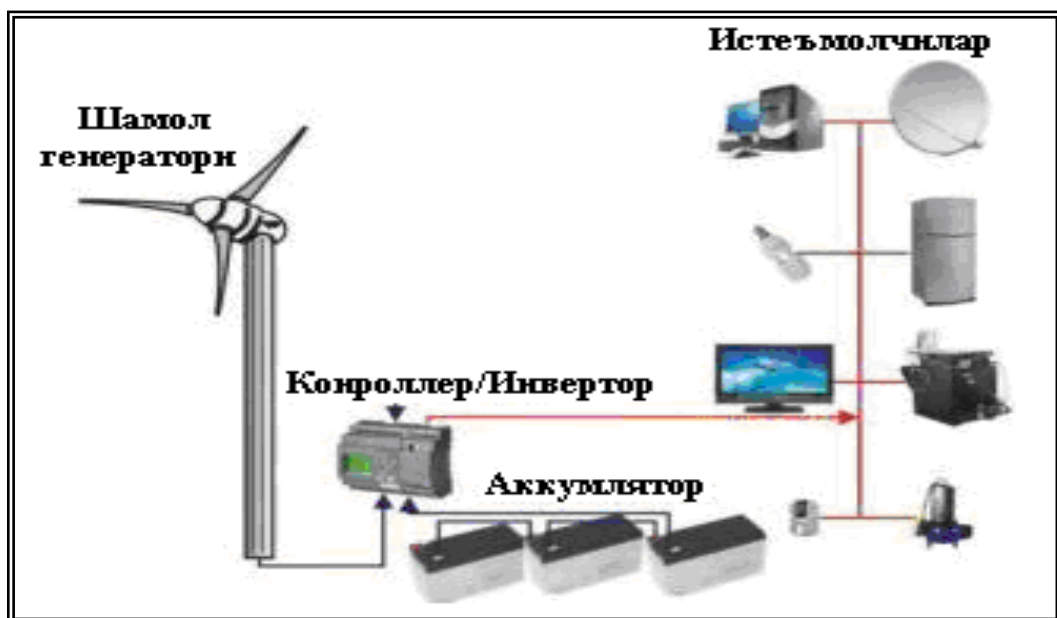 Истеъмолчилар
Шамол
генератори
Конроллер/Инвертор
Аккумлятор